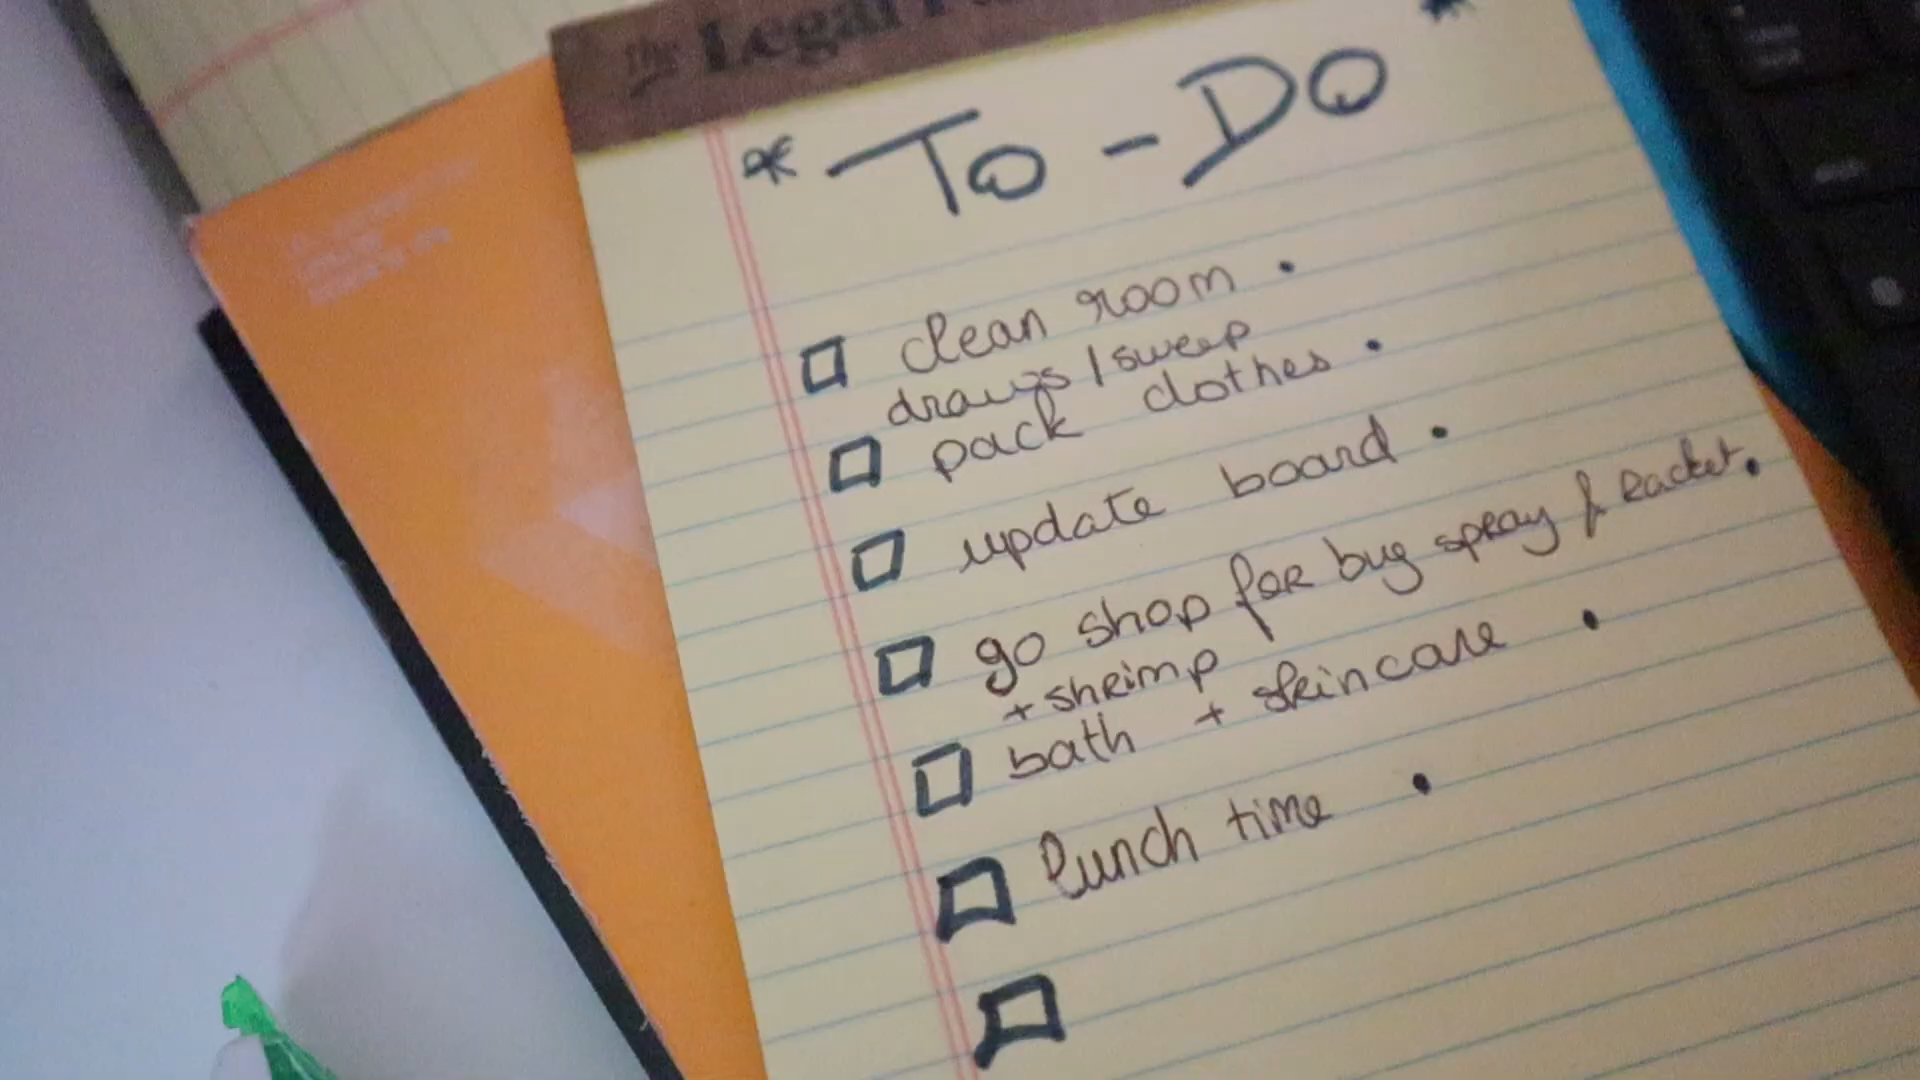 the Legal
* To - Do *
clean room .
draws / sweep
pack clothes .
update board .
go shop for bug spray & racket.
+ shrimp
bath + skincare .
lunch time .